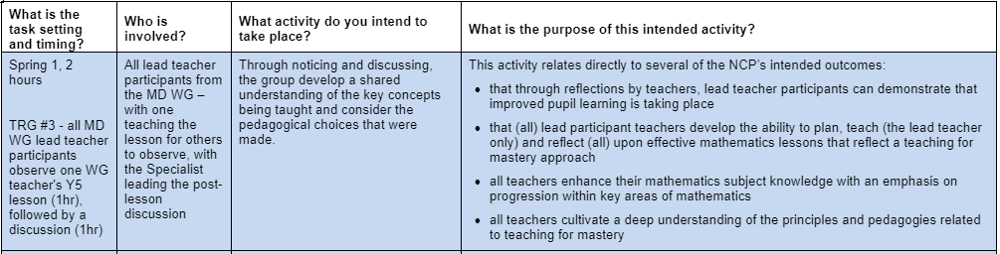 What is the
task setting
and timing?
Who is
involved?
What activity do you intend to
take place?
What is the purpose of this intended activity?
Spring 1, 2
hours
TRG #3 - all MD
WG lead teacher
participants
observe one WG
teacher's Y5
lesson (1hr),
followed by a
discussion (1hr)
All lead teacher
participants from
the MD WG –
with one
teaching the
lesson for others
to observe, with
the Specialist
leading the post-
lesson
discussion
Through noticing and discussing,
the group develop a shared
understanding of the key concepts
being taught and consider the
pedagogical choices that were
made.
This activity relates directly to several of the NCP's intended outcomes:
• that through reflections by teachers, lead teacher participants can demonstrate that
improved pupil learning is taking place
• that (all) lead participant teachers develop the ability to plan, teach (the lead teacher
only) and reflect (all) upon effective mathematics lessons that reflect a teaching for
mastery approach
• all teachers enhance their mathematics subject knowledge with an emphasis on
progression within key areas of mathematics
• all teachers cultivate a deep understanding of the principles and pedagogies related
to teaching for mastery